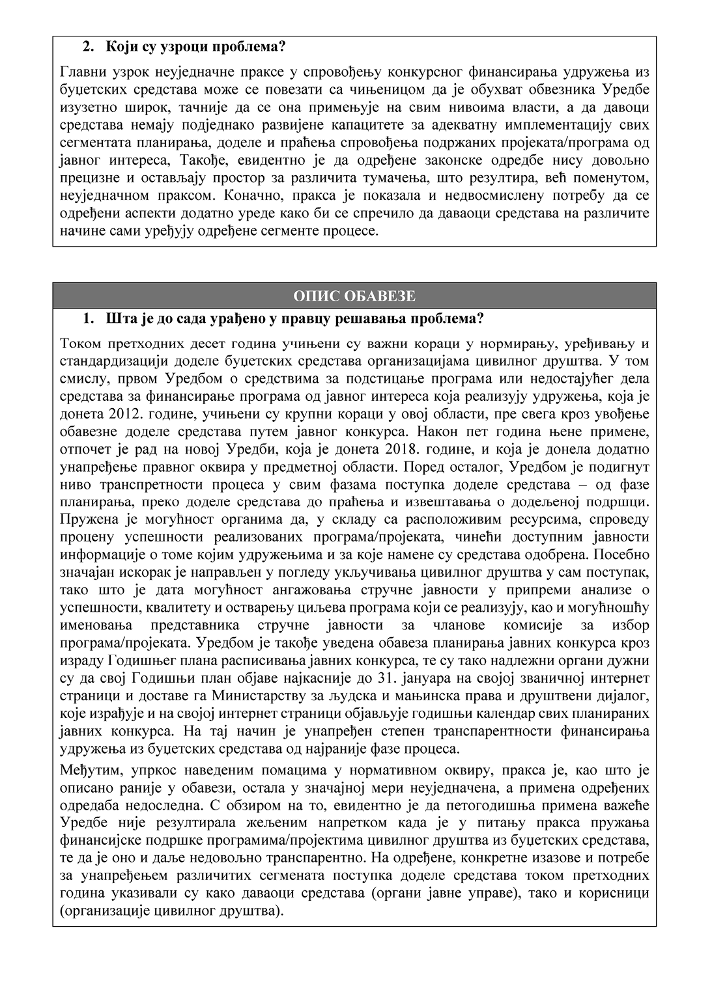 2. Који су узроци проблема?
Главни узрок неуједначне праксе у спровођењу конкурсног финансирања удружења из
буџетских средстава може се повезати са чињеницом да је обухват обвезника Уредбе
изузетно широк, тачније да се она примењује на свим нивоима власти, а да давоци
средстава немају подједнако развијене капацитете за адекватну имплементацију свих
сегментата планирања, доделе и праћења спровођења подржаних пројеката/програма од
јавног интереса, Такође, евидентно је да одређене законске одредбе нису довољно
прецизне и остављају простор за различита тумачења, што резултира, већ поменутом,
неуједначном праксом. Коначно, пракса је показала и недвосмислену потребу да се
одређени аспекти додатно уреде како би се спречило да даваоци средстава на различите
начине сами уређују одређене сегменте процесе.
ОПИС ОБАВЕЗЕ
1. Шта је до сада урађено у правцу решавања проблема?
Током претходних десет година учињени су важни кораци у нормирању, уређивању и
стандардизацији доделе буџетских средстава организацијама цивилног друштва. У том
смислу, првом Уредбом о средствима за подстицање програма или недостајућег дела
средстава за финансирање програма од јавног интереса која реализују удружења, која је
донета 2012. године, учињени су крупни кораци у овој области, пре свега кроз увођење
обавезне доделе средстава путем јавног конкурса. Након пет година њене примене,
отпочет је рад на новој Уредби, која је донета 2018. године, и која је донела додатно
унапређење правног оквира у предметној области. Поред осталог, Уредбом је подигнут
ниво транспретности процеса у свим фазама поступка доделе средстава – од фазе
планирања, преко доделе средстава до праћења и извештавања о додељеној подршци.
Пружена је могућност органима да, у складу са расположивим ресурсима, спроведу
процену успешности реализованих програма/пројеката, чинећи доступним јавности
информације о томе којим удружењима и за које намене су средстава одобрена. Посебно
значајан искорак је направљен у погледу укључивања цивилног друштва у сам поступак,
тако што је дата могућност ангажовања стручне јавности у припреми анализе о
успешности, квалитету и остварењу циљева програма који се реализују, као и могућношћу
именовања представника стручне јавности за чланове комисије за избор
програма/пројеката. Уредбом је такође уведена обавеза планирања јавних конкурса кроз
израду Годишњег плана расписивања јавних конкурса, те су тако надлежни органи дужни
су да свој Годишњи план објаве најкасније до 31. јануара на својој званичној интернет
страници и доставе га Министарству за људска и мањинска права и друштвени дијалог,
које израђује и на својој интернет страници објављује годишњи календар свих планираних
јавних конкурса. На тај начин је унапређен степен транспарентности финансирања
удружења из буџетских средстава од најраније фазе процеса.
Међутим, упркос наведеним помацима у нормативном оквиру, пракса је, као што је
описано раније у обавези, остала у значајној мери неуједначена, а примена одређених
одредаба недоследна. С обзиром на то, евидентно је да петогодишња примена важеће
Уредбе није резултирала жељеним напретком када је у питању пракса пружања
финансијске подршке програмима/пројектима цивилног друштва из буџетских средстава,
те да је оно и даље недовољно транспарентно. На одређене, конкретне изазове и потребе
за унапређењем различитих сегмената поступка доделе средстава током претходних
година указивали су како даваоци средстава (органи јавне управе), тако и корисници
(организације цивилног друштва).